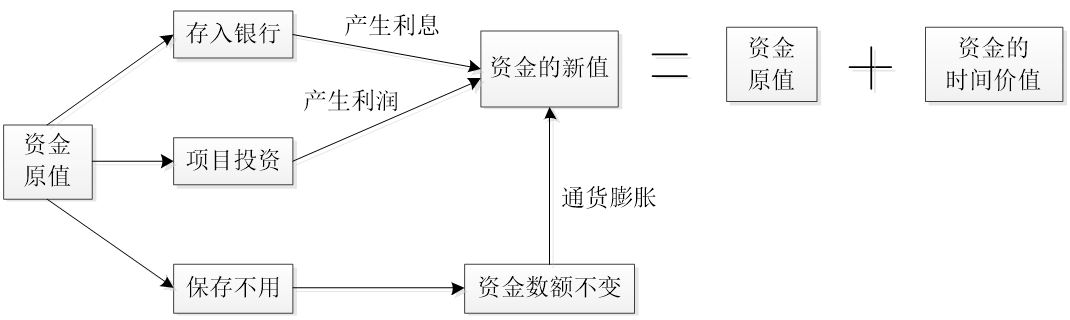 存入银行
产生利息
资金的新值
=
资金
原值
+
资金的
时间价值
产生利润
资金
原值
项目投资
通货膨胀
保存不用
资金数额不变